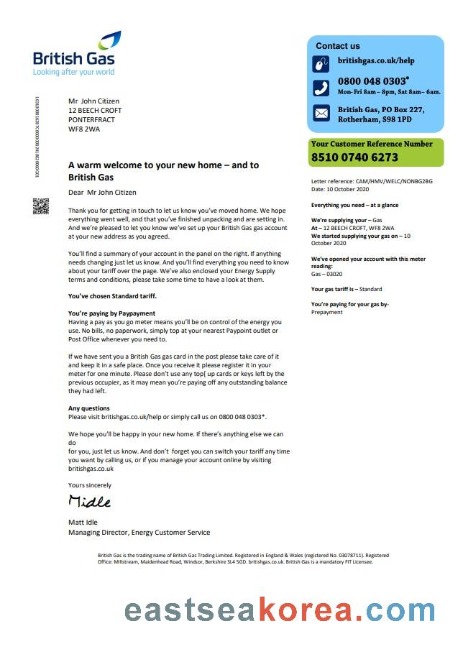 British Gas
Looking after your world
Contact us
britishgas.co.uk/help
0800 048 0303*
Mon- Fri 8am – 8pm, Sat 8am– 6am.
British Gas, PO Box 227,
Rotherham, S98 1PD
Your Customer Reference Number
8510 0740 6273
Mr John Citizen
12 BEECH CROFT
PONTERFRACT
WF8 2WA
A warm welcome to your new home – and to
British Gas
Dear Mr John Citizen
Thank you for getting in touch to let us know you've moved home. We hope
everything went well, and that you've finished unpacking and are setting in.
And we're pleased to let you know we've set up your British Gas gas account
at your new address as you agreed.
You'll find a summary of your account in the panel on the right. If anything
needs changing just let us know. And you'll find everything you need to know
about your tariff over the page. We've also enclosed your Energy Supply
terms and conditions, please take some time to have a look at them.
You've chosen Standard tariff.
You're paying by Paypayment
Having a pay as you go meter means you'll be on control of the energy you
use. No bills, no paperwork, simply top at your nearest Paypoint outlet or
Post Office whenever you need to.
If we have sent you a British Gas gas card in the post please take care of it
and keep it in a safe place. Once you receive it please register it in your
meter for one minute. Please don't use any top[ up cards or keys left by the
previous occupier, as it may mean you're paying off any outstanding balance
they had left.
Any questions
Please visit britishgas.co.uk/help or simply call us on 0800 048 0303*.
We hope you'll be happy in your new home. If there's anything else we can
do
for you, just let us know. And don't forget you can switch your tariff any time
you want by calling us, or if you manage your account online by visiting
britishgas.co.uk
Yours sincerely
Midle
Matt Idle
Managing Director, Energy Customer Service
Letter reference: CAM/HMV/WELC/NONBG2BG
Date: 10 October 2020
Everything you need – at a glance
We're supplying your – Gas
At – 12 BEECH CROFT, WF8 2WA
We started supplying your gas on – 10
October 2020
We've opened your account with this meter
reading:
Gas – 03020
Your gas tariff is – Standard
You're paying for your gas by-
Prepayment
British Gas is the trading name of British Gas Trading Limited. Registered in England & Wales (registered No. 03078711). Registered
Office: Millstream, Maidenhead Road, Windsor, Berkshire SL4 5GD. britishgas.co.uk. British Gas is a mandatory FIT Licensee.
eastseakorea.com